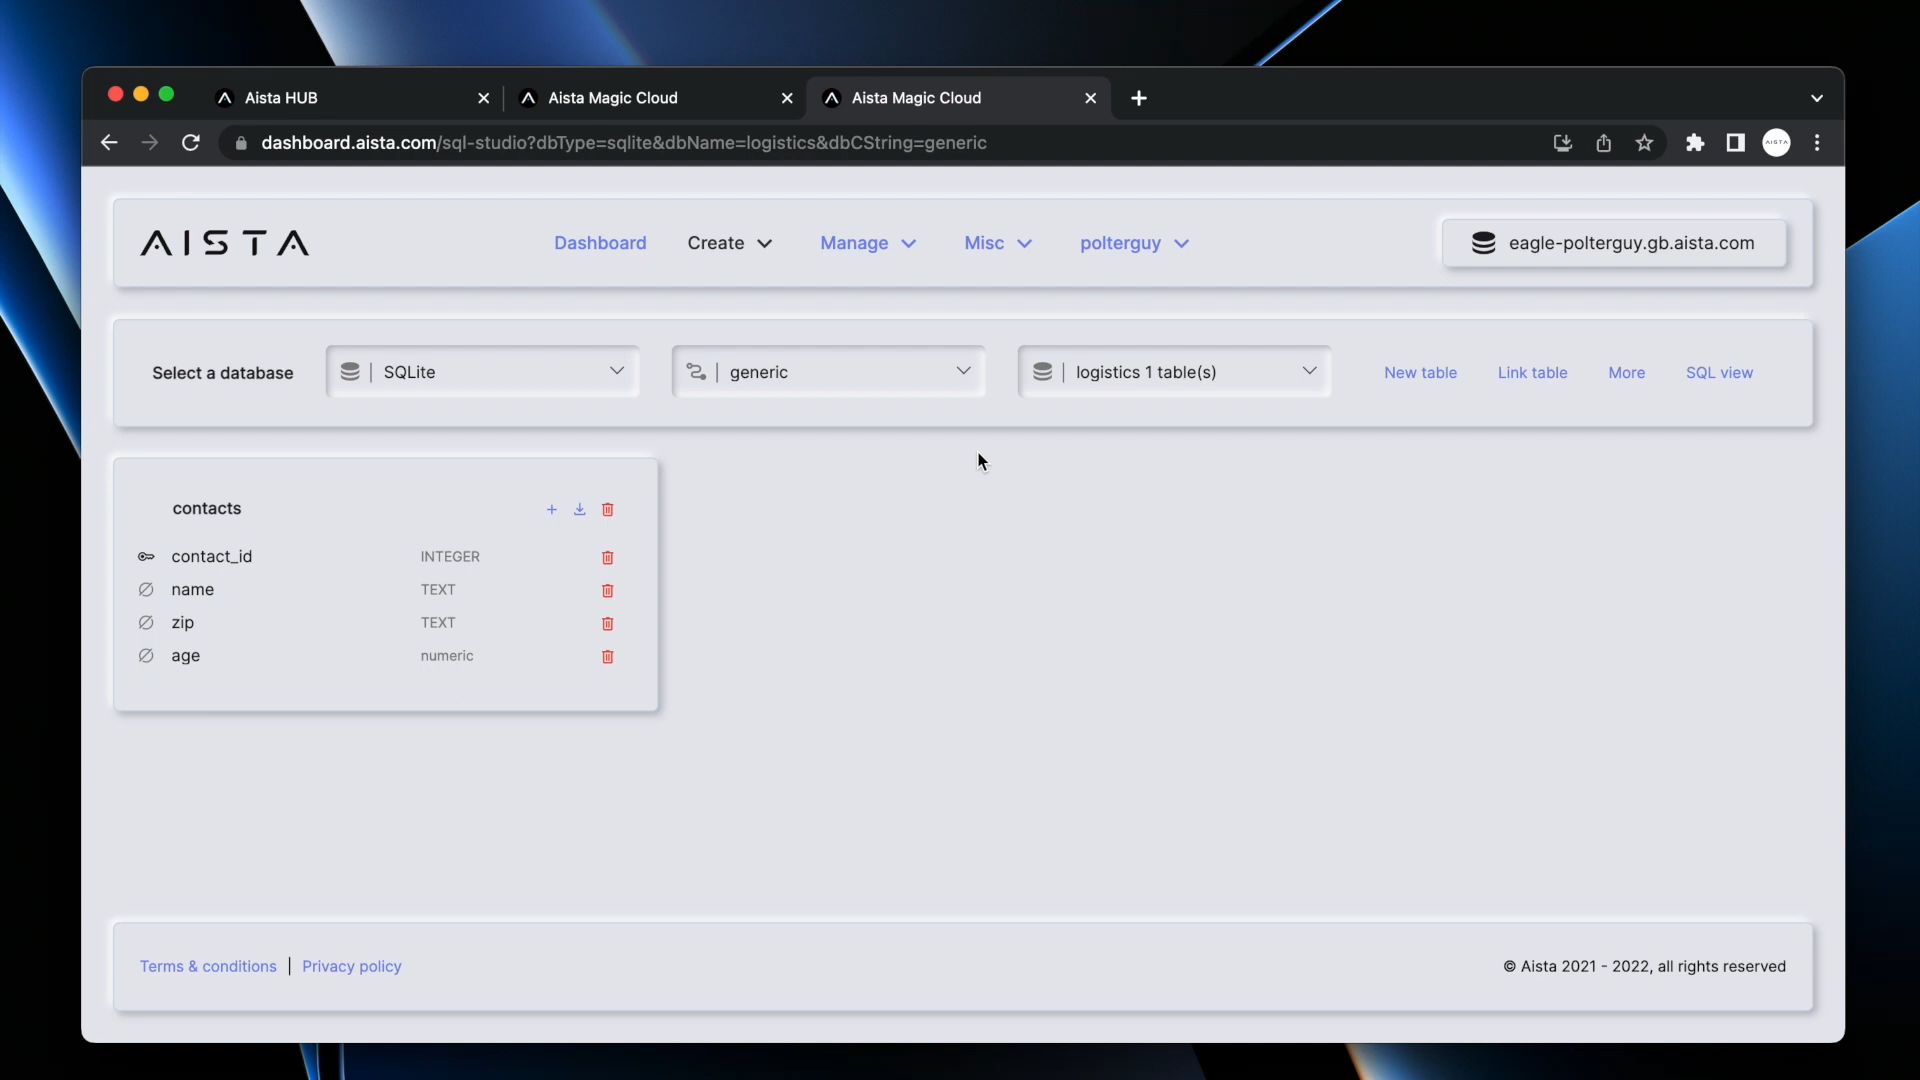 Aista HUB
Aista Magic Cloud
Aista Magic Cloud
dashboard.aista.com/sql-studio?dbType=sqlite&dbName=logistics&dbCString=generic
AISTA
AISTA
Dashboard Create Manage Misc polterguy
eagle-polterguy.gb.aista.com
Select a database SQLite generic logistics 1 table(s) New table Link table More SQL view
contacts
contact_id INTEGER
name TEXT
zip TEXT
age numeric
Terms & conditions | Privacy policy
© Aista 2021 - 2022, all rights reserved